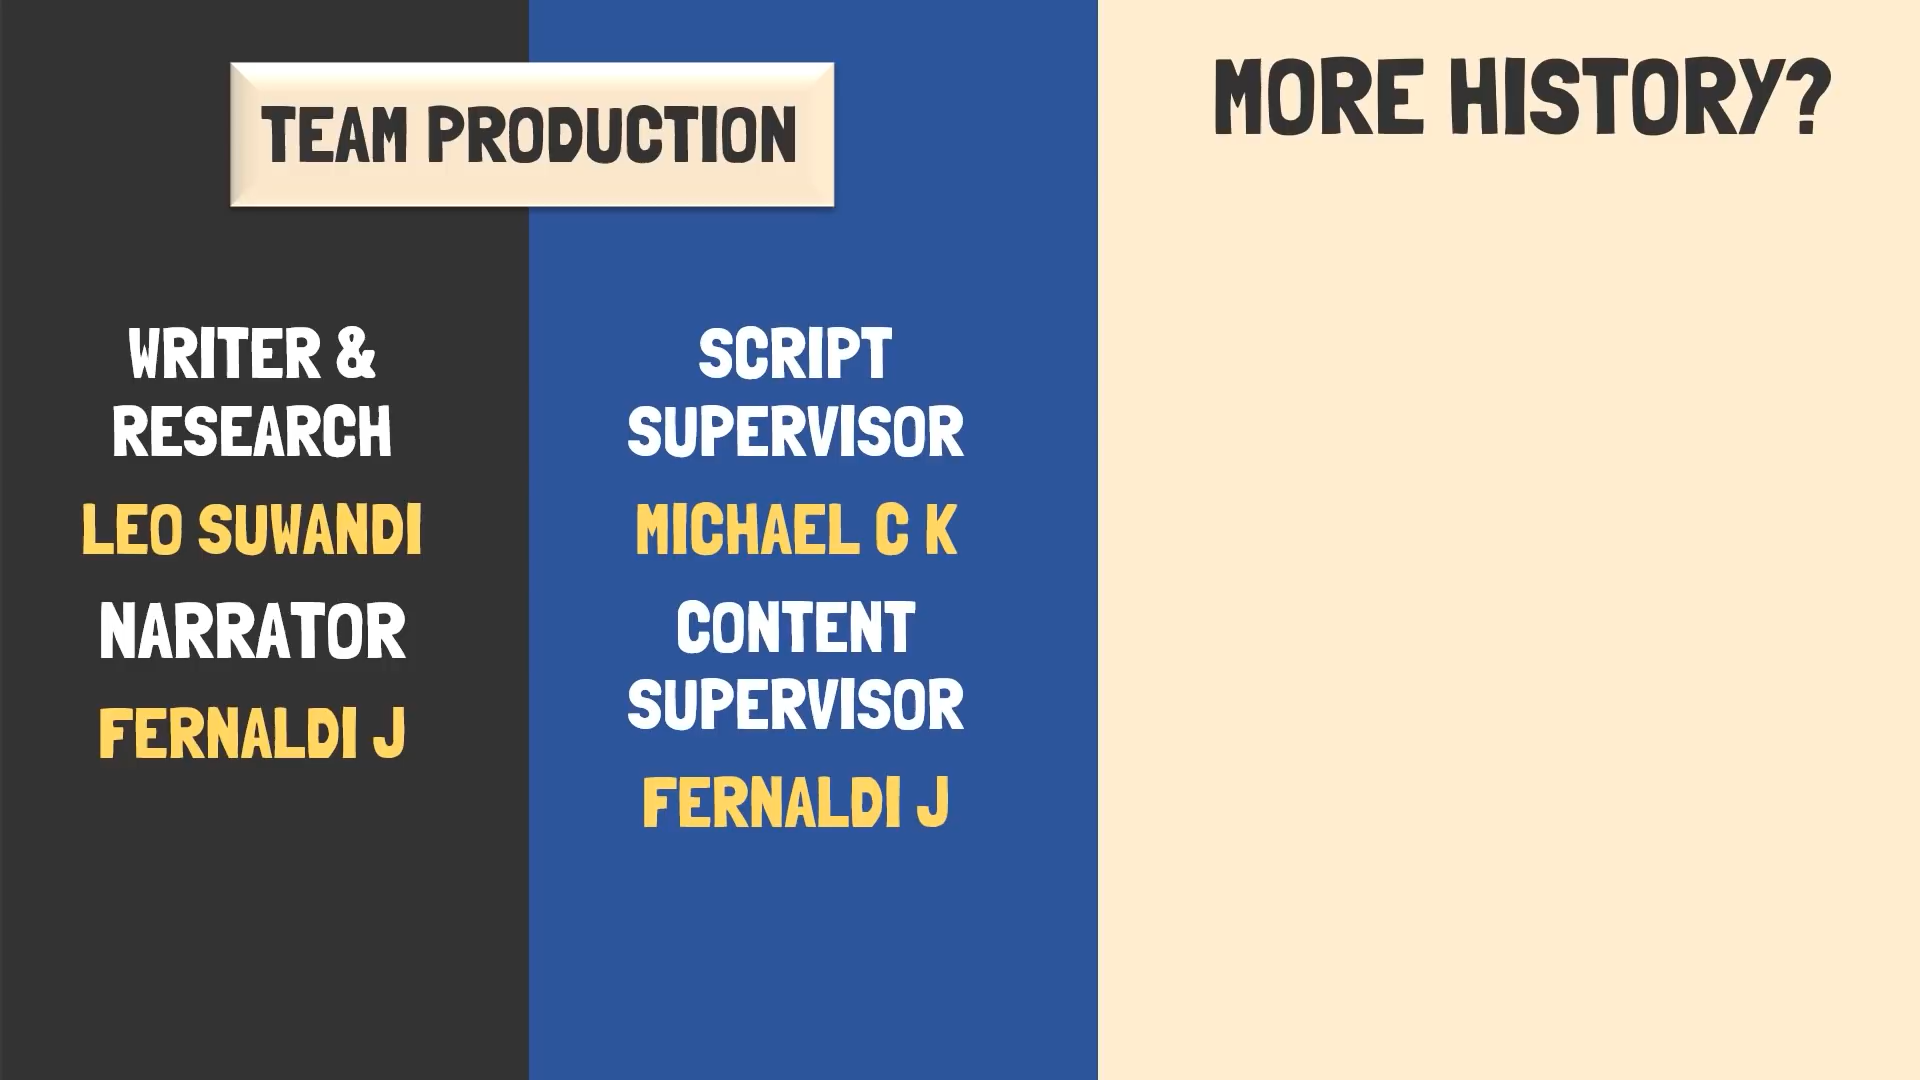 TEAM PRODUCTION
WRITER &
RESEARCH
LEO SUWANDI
NARRATOR
FERNALDI J
SCRIPT
SUPERVISOR
MICHAEL C K
CONTENT
SUPERVISOR
FERNALDI J
MORE HISTORY?